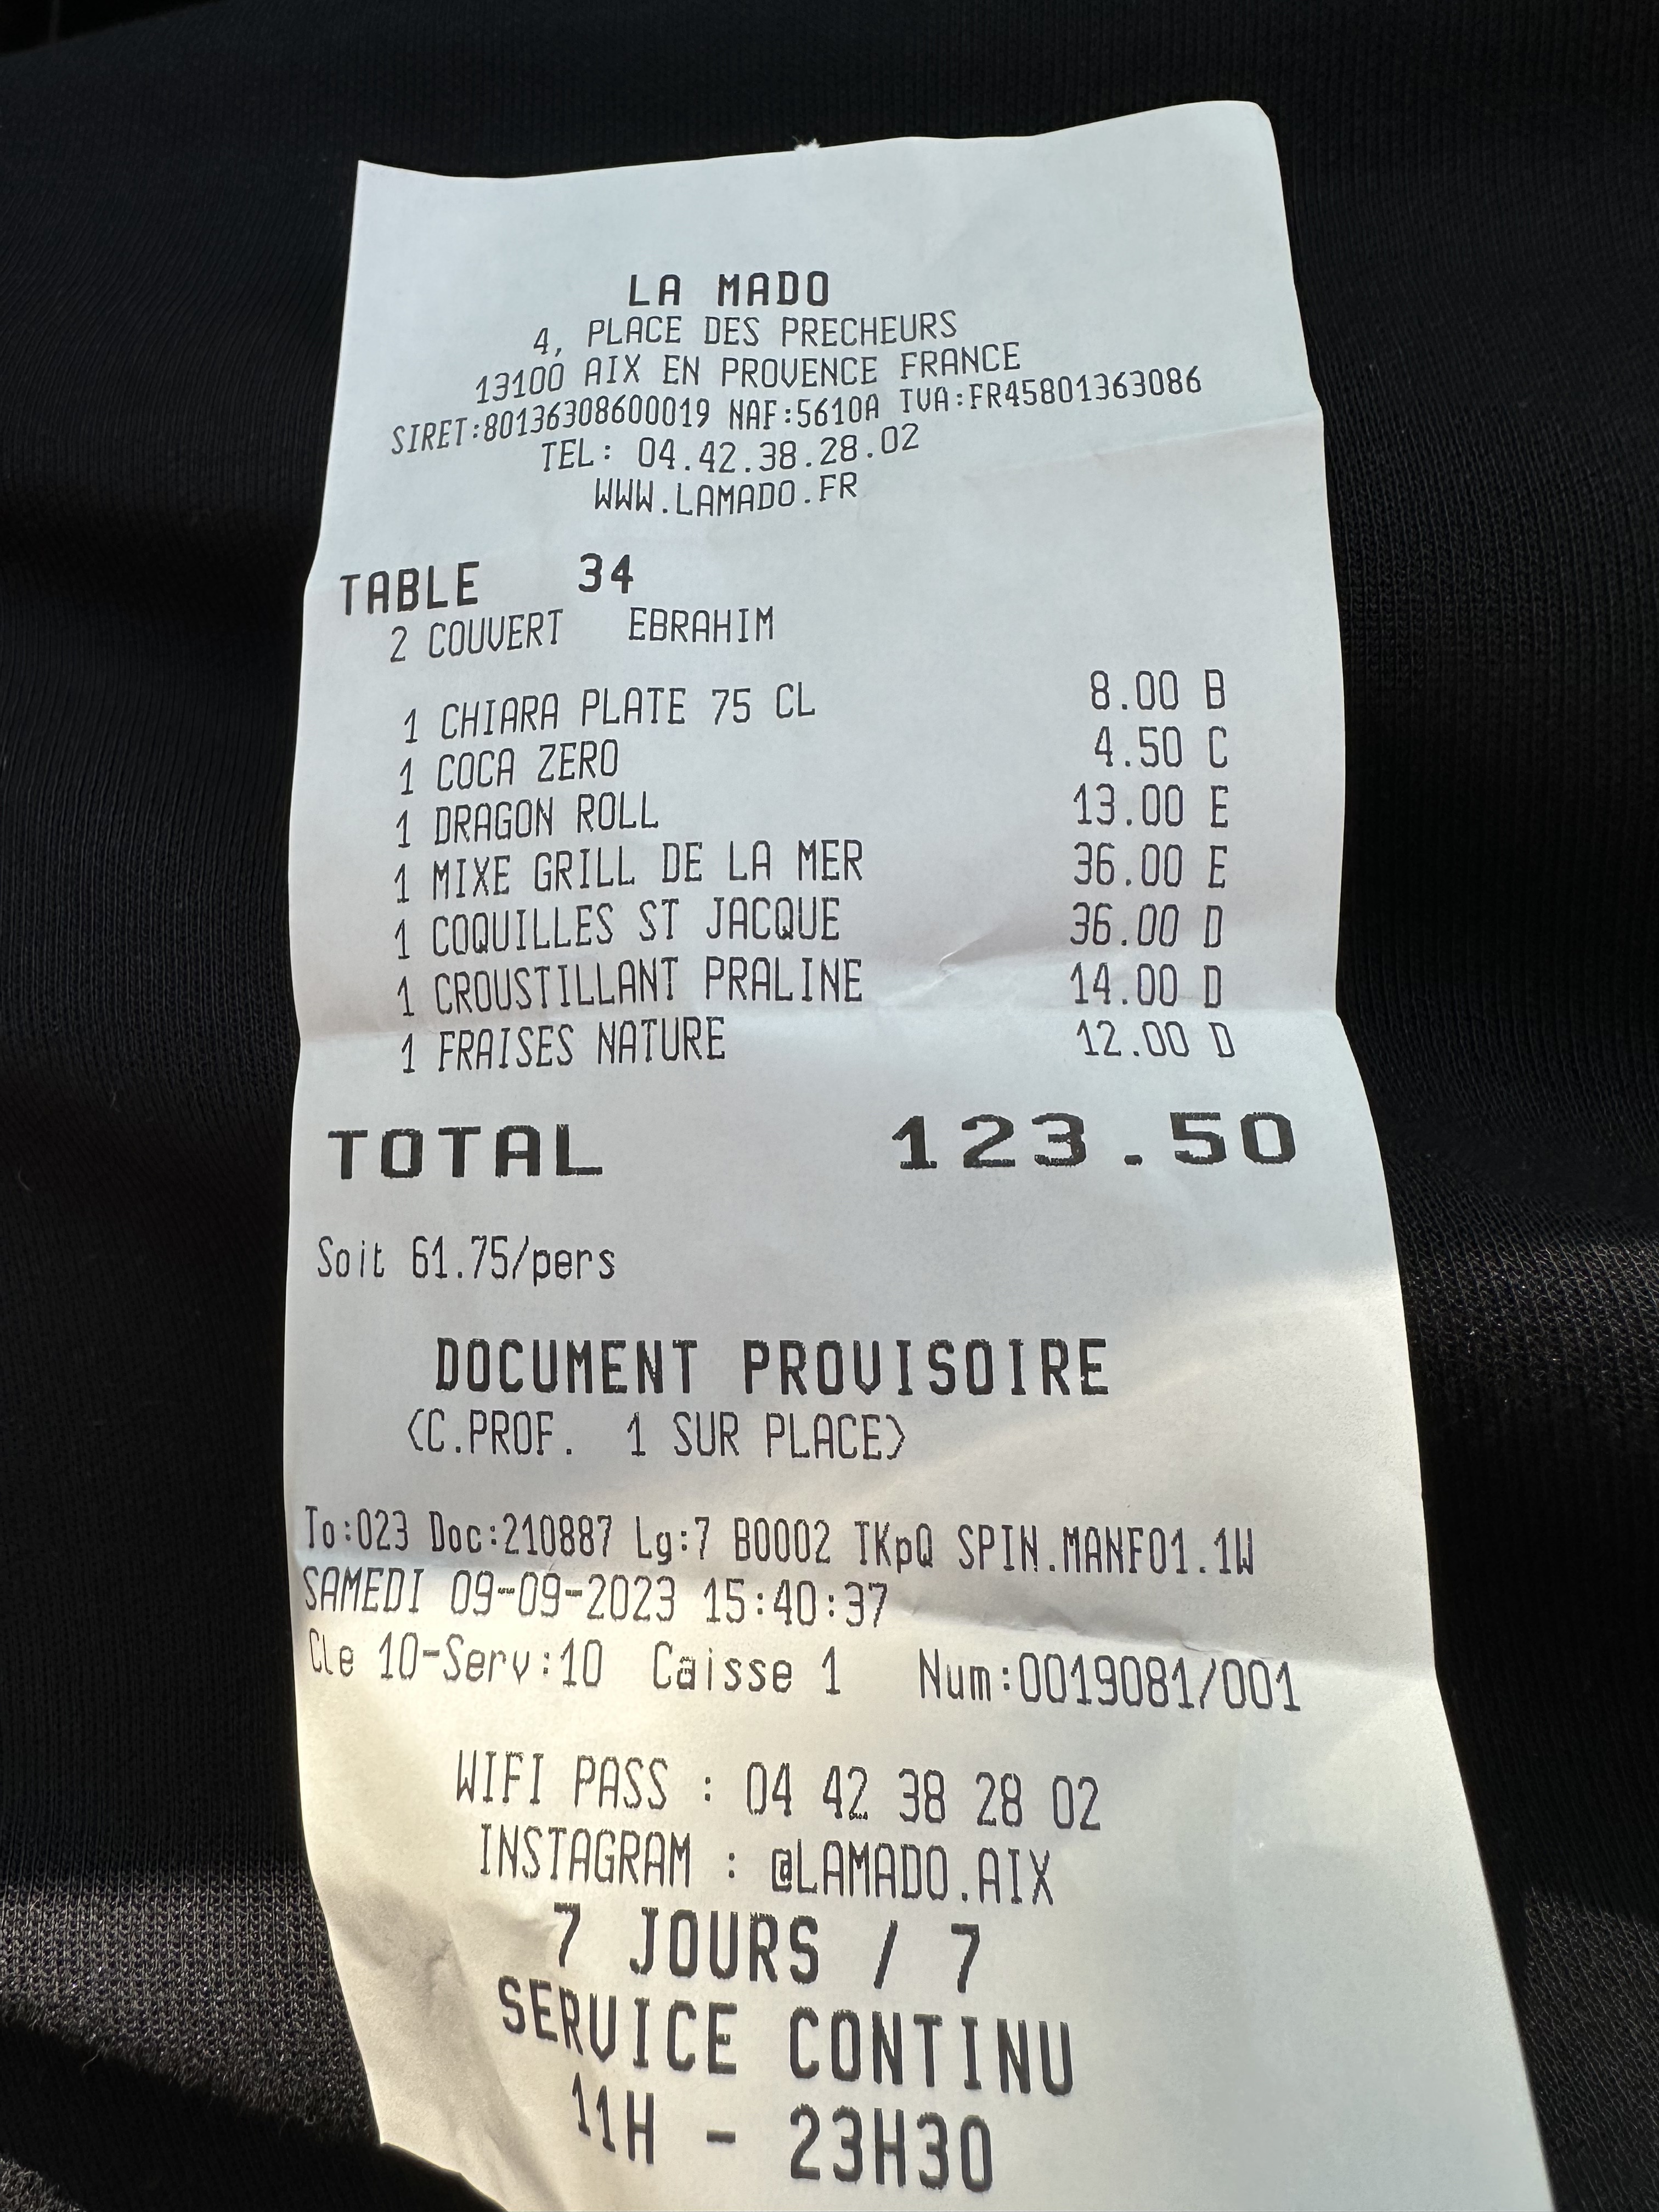 LA MADO
4, PLACE DES PRECHEURS
13100 AIX EN PROVENCE FRANCE
SIRET:80136308600019 NAF:5610A TVA:FR45801363086
TEL: 04.42.38.28.02
WWW.LAMADO.FR
TABLE 34
2 COUVERT EBRAHIM
1 CHIARA PLATE 75 CL 8.00 B
1 COCA ZERO 4.50 C
1 DRAGON ROLL 13.00 E
1 MIXE GRILL DE LA MER 36.00 E
1 COQUILLES ST JACQUE 36.00 D
1 CROUSTILLANT PRALINE 14.00 D
1 FRAISES NATURE 12.00 D
TOTAL 123.50
Soit 61.75/pers
DOCUMENT PROVISOIRE
(C.PROF. 1 SUR PLACE)
To:023 Doc:210887 Lg:7 B0002 TKpQ SPIN.MANF01.1W
SAMEDI 09-09-2023 15:40:37
Cle 10-Serv:10 Caisse 1 Num:0019081/001
WIFI PASS : 04 42 38 28 02
INSTAGRAM : @LAMADO.AIX
7 JOURS / 7
SERVICE CONTINU
11H - 23H30